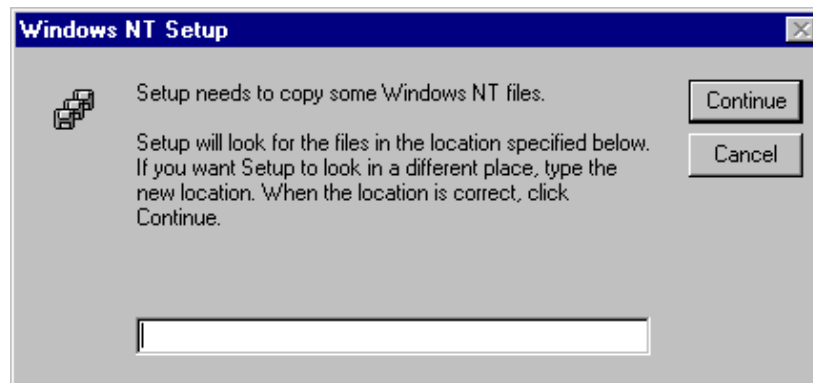 Windows NT Setup
Setup needs to copy some Windows NT files.
Continue
Setup will look for the files in the location specified below.
If you want Setup to look in a different place, type the
new location. When the location is correct, click
Continue.
Cancel